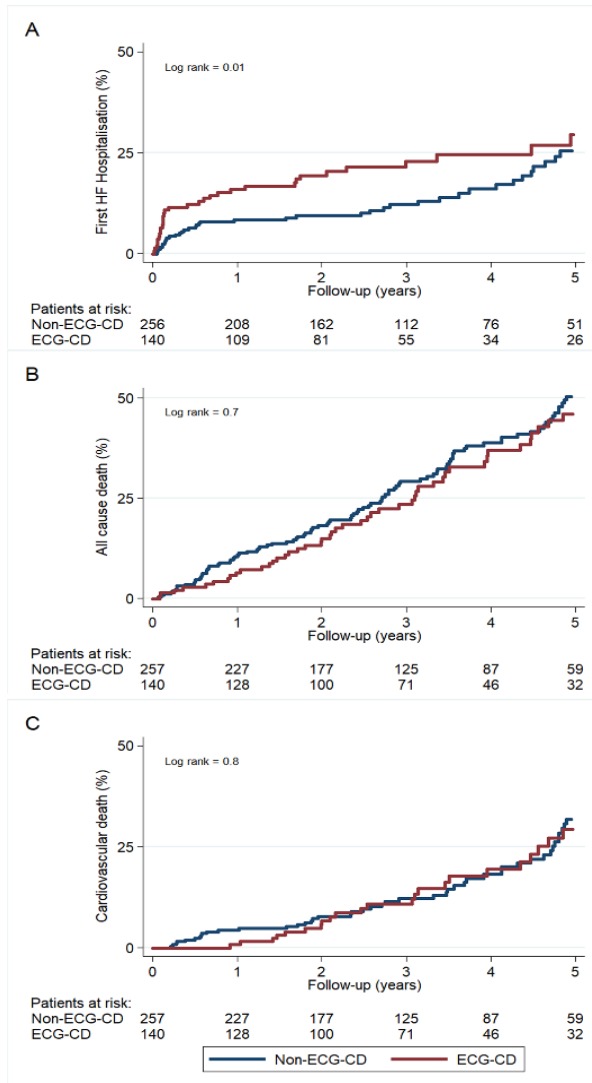 A
First HF Hospitalisation (%)
50
25
0
Log rank = 0.01
0 1 2 3 4 5
Follow-up (years)
Patients at risk:
Non-ECG-CD 256 208 162 112 76 51
ECG-CD 140 109 81 55 34 26
B
All cause death (%)
50
25
0
Log rank = 0.7
0 1 2 3 4 5
Follow-up (years)
Patients at risk:
Non-ECG-CD 257 227 177 125 87 59
ECG-CD 140 128 100 71 46 32
C
Cardiovascular death (%)
50
25
0
Log rank = 0.8
0 1 2 3 4 5
Follow-up (years)
Patients at risk:
Non-ECG-CD 257 227 177 125 87 59
ECG-CD 140 128 100 71 46 32
Non-ECG-CD ECG-CD